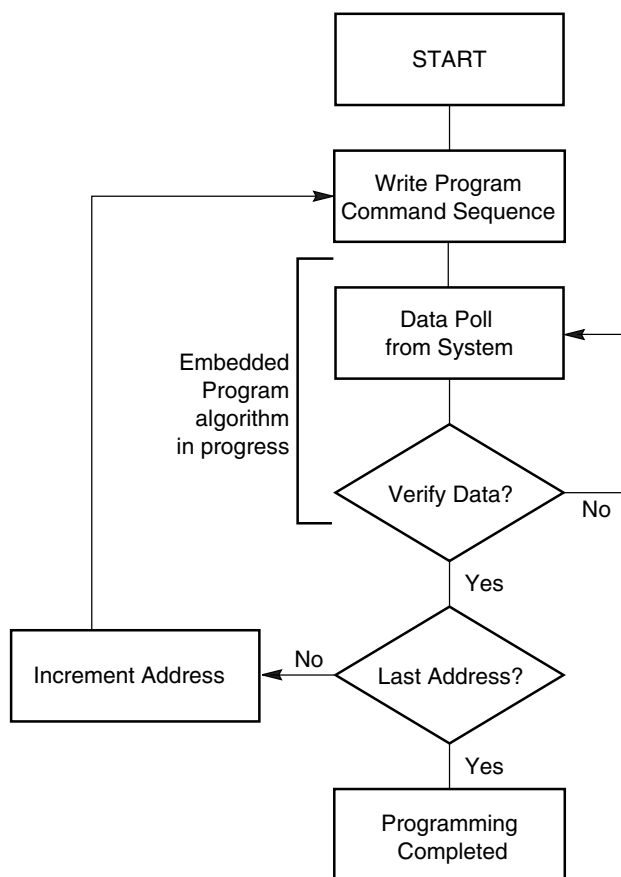 START
Write Program
Command Sequence
Data Poll
from System
Embedded
Program
algorithm
in progress
Verify Data?
No
Yes
Increment Address
No
Last Address?
Yes
Programming
Completed